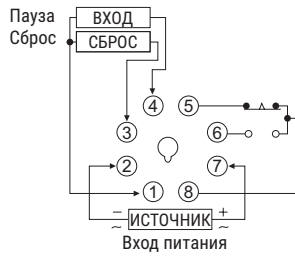 Пауза ВХОД
Сброс СБРОС
4 5
3 6
2 7
1 8
− ИСТОЧНИК +
~ ~
Вход питания